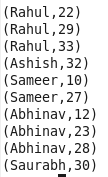 (Rahul,22)
(Rahul,29)
(Rahul,33)
(Ashish,32)
(Sameer,10)
(Sameer,27)
(Abhinav,12)
(Abhinav,23)
(Abhinav,28)
(Saurabh,30)